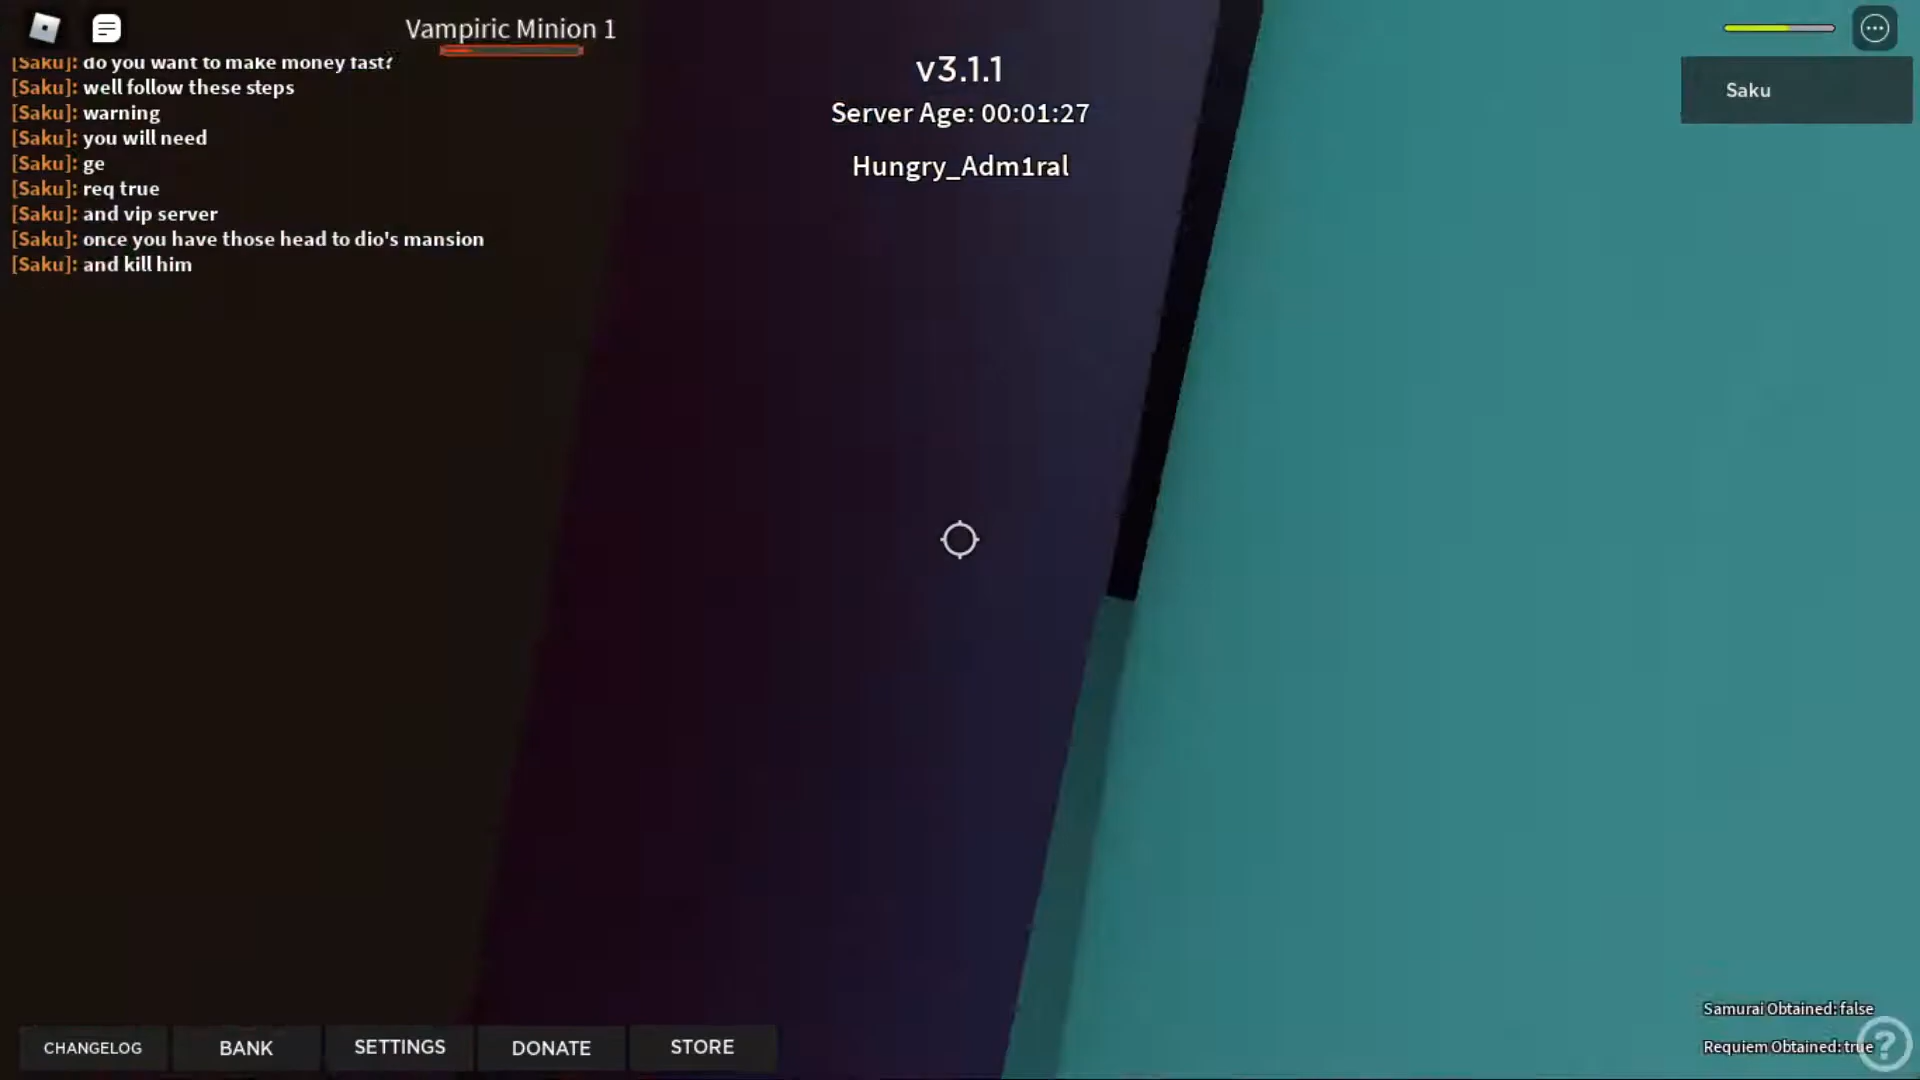 Vampiric Minion 1
[Saku]: do you want to make money fast?
[Saku]: well follow these steps
[Saku]: warning
[Saku]: you will need
[Saku]: ge
[Saku]: req true
[Saku]: and vip server
[Saku]: once you have those head to dio's mansion
[Saku]: and kill him
v3.1.1
Server Age: 00:01:27
Hungry_Adm1ral
Saku
CHANGELOG
BANK
SETTINGS
DONATE
STORE
Samurai Obtained: false
Requiem Obtained: true
?